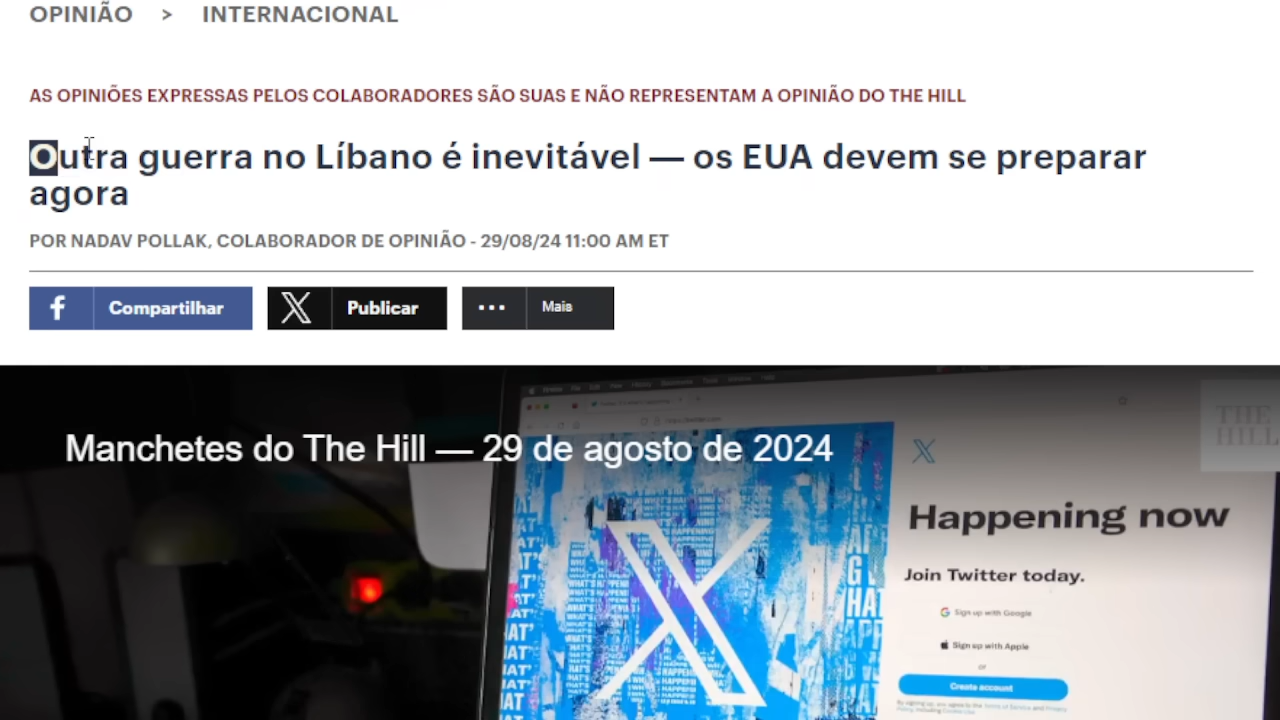 OPINIÃO > INTERNACIONAL
AS OPINIÕES EXPRESSAS PELOS COLABORADORES SÃO SUAS E NÃO REPRESENTAM A OPINIÃO DO THE HILL
Outra guerra no Líbano é inevitável — os EUA devem se preparar
agora
POR NADAV POLLAK, COLABORADOR DE OPINIÃO - 29/08/24 11:00 AM ET
f Compartilhar
X Publicar
... Mais
Manchetes do The Hill — 29 de agosto de 2024
THE
HILL
X
Happening now
Join Twitter today.
Sign up with Google
Sign up with Apple
or
Create account